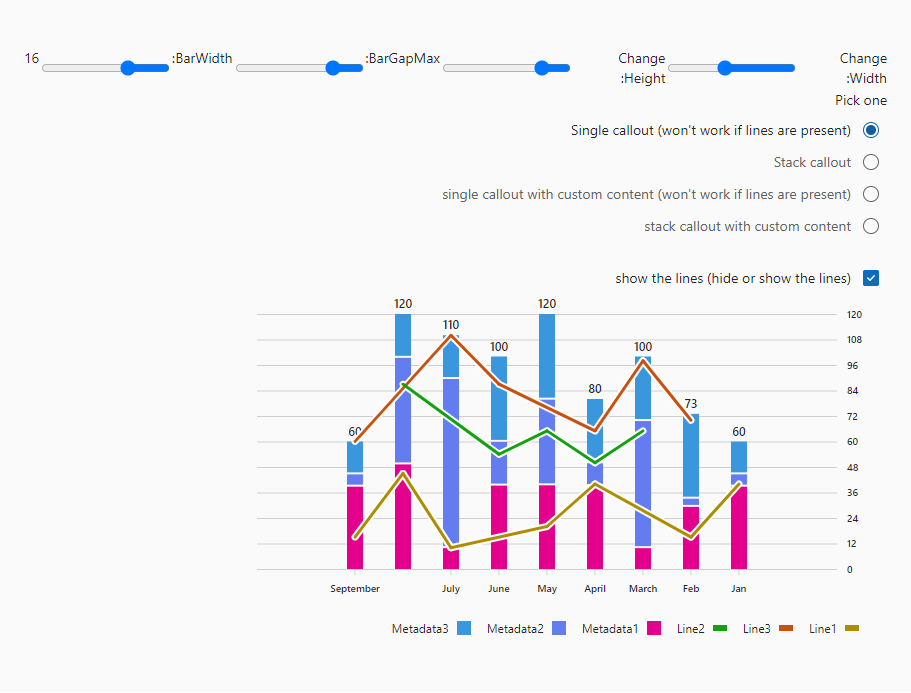 16
:BarWidth
:BarGapMax
Change
:Height
Change
:Width
Pick one
Single callout (won't work if lines are present)
Stack callout
single callout with custom content (won't work if lines are present)
stack callout with custom content
show the lines (hide or show the lines)
120
120
110
100
100
80
73
60
60
120
108
96
84
72
60
48
36
24
12
0
September
July
June
May
April
March
Feb
Jan
Metadata3
Metadata2
Metadata1
Line2
Line3
Line1